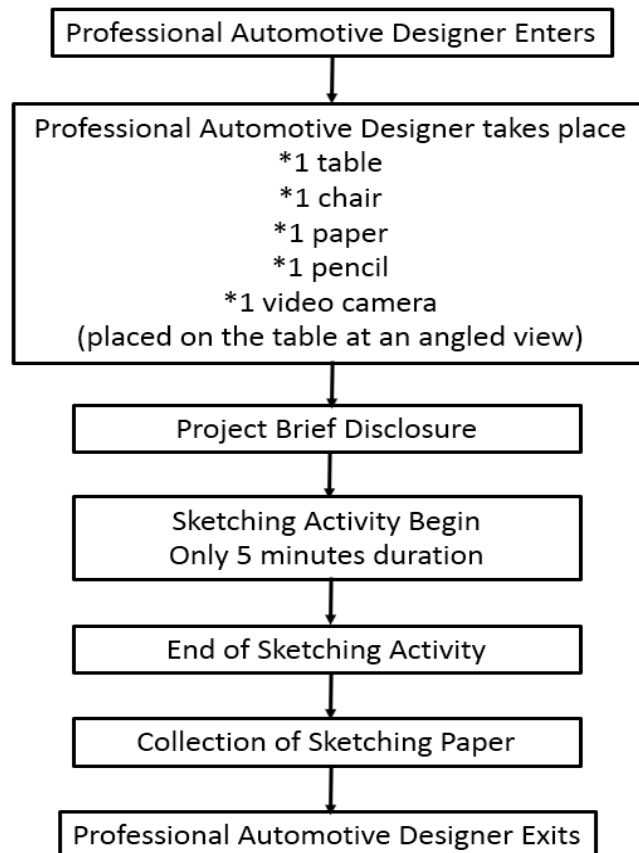 Professional Automotive Designer Enters
Professional Automotive Designer takes place
*1 table
*1 chair
*1 paper
*1 pencil
*1 video camera
(placed on the table at an angled view)
Project Brief Disclosure
Sketching Activity Begin
Only 5 minutes duration
End of Sketching Activity
Collection of Sketching Paper
Professional Automotive Designer Exits